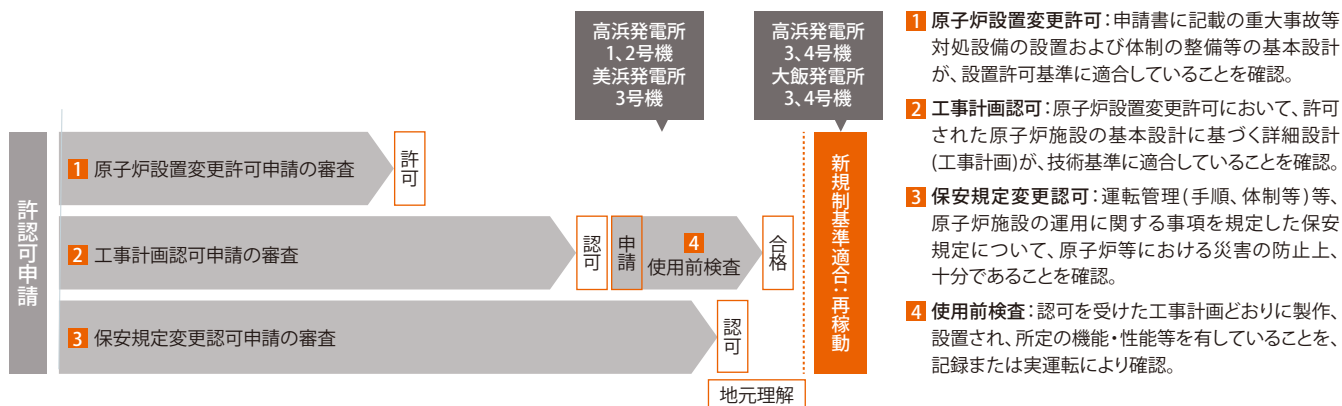 高浜発電所
1、2号機
美浜発電所
3号機
高浜発電所
3、4号機
大飯発電所
3、4号機
許認可申請
1 原子炉設置変更許可申請の審査
許可
2 工事計画認可申請の審査
認可
申請
4
使用前検査
合格
3 保安規定変更認可申請の審査
認可
地元理解
新規制基準適合：再稼動
1 原子炉設置変更許可：申請書に記載の重大事故等
対処設備の設置および体制の整備等の基本設計
が、設置許可基準に適合していることを確認。
2 工事計画認可：原子炉設置変更許可において、許可
された原子炉施設の基本設計に基づく詳細設計
(工事計画)が、技術基準に適合していることを確認。
3 保安規定変更認可：運転管理(手順、体制等)等、
原子炉施設の運用に関する事項を規定した保安
規定について、原子炉等における災害の防止上、
十分であることを確認。
4 使用前検査：認可を受けた工事計画どおりに製作、
設置され、所定の機能・性能等を有していることを、
記録または実運転により確認。